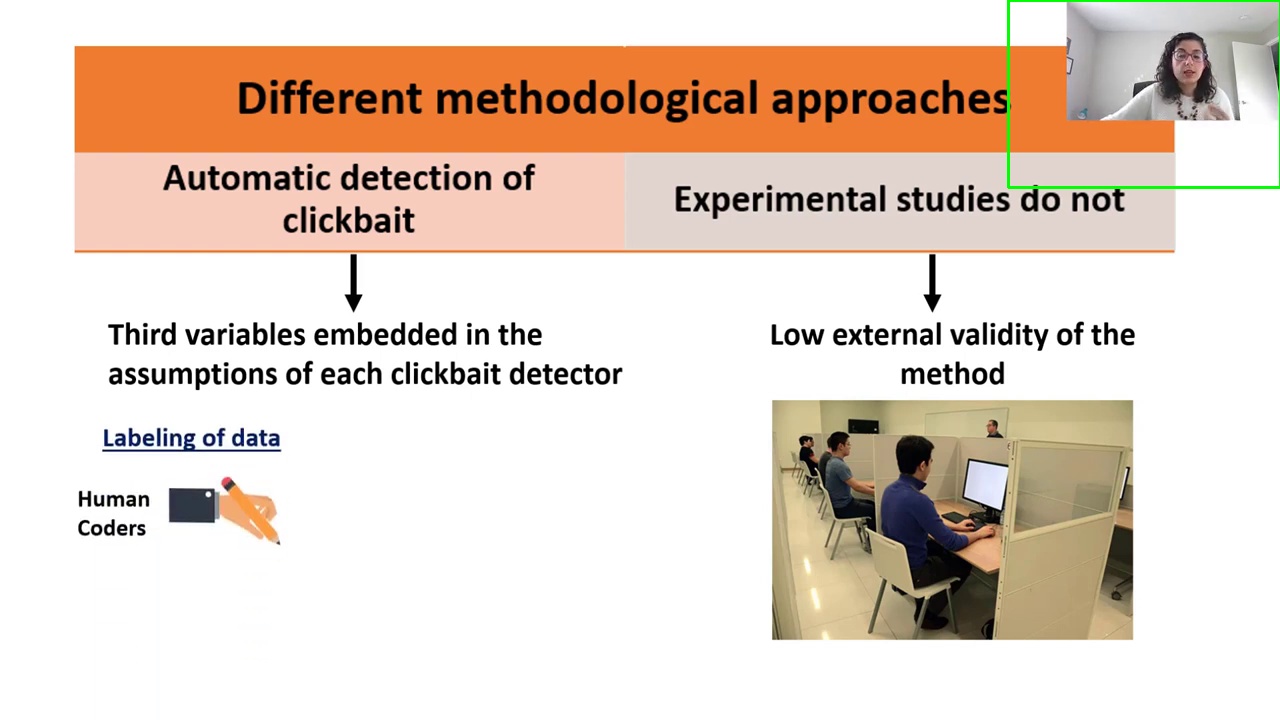 Different methodological approaches
Automatic detection of
clickbait
Experimental studies do not
Third variables embedded in the
assumptions of each clickbait detector
Low external validity of the
method
Labeling of data
Human
Coders